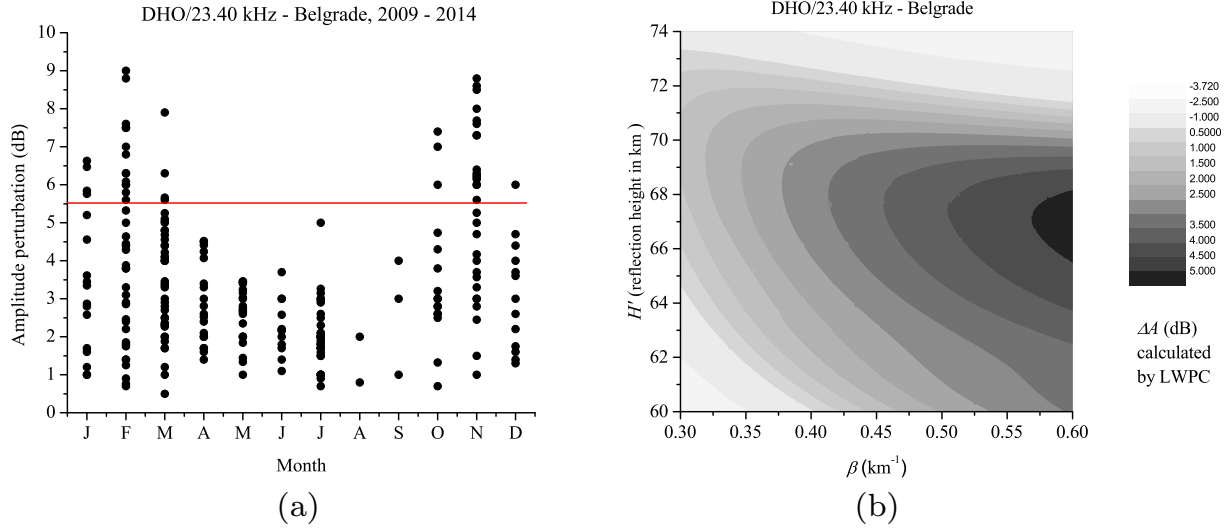 DHO/23.40 kHz - Belgrade, 2009 - 2014
10
9
8
7
6
5
4
3
2
1
0
Amplitude perturbation (dB)
J F M A M J J A S O N D
Month
(a)
DHO/23.40 kHz - Belgrade
74
72
70
68
66
64
62
60
H' (reflection height in km )
0.30 0.35 0.40 0.45 0.50 0.55 0.60
β (km⁻¹)
(b)
-3.720
-2.500
-1.000
0.5000
1.000
1.500
2.000
2.500
3.500
4.000
4.500
5.000
ΔA (dB)
calculated
by LWPC